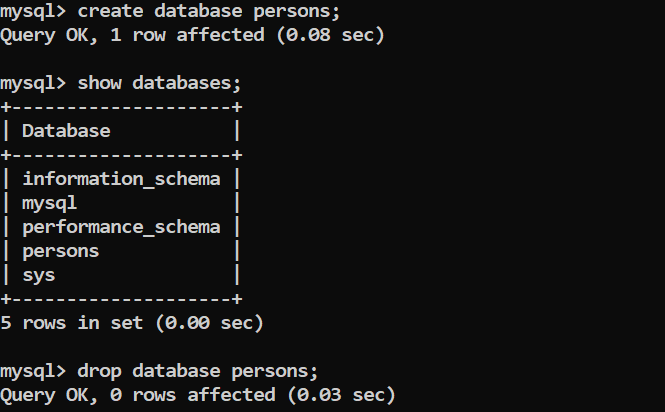 mysql> create database persons;
Query OK, 1 row affected (0.08 sec)
mysql> show databases;
+--------------------+
| Database           |
+--------------------+
| information_schema |
| mysql              |
| performance_schema |
| persons            |
| sys                |
+--------------------+
5 rows in set (0.00 sec)
mysql> drop database persons;
Query OK, 0 rows affected (0.03 sec)